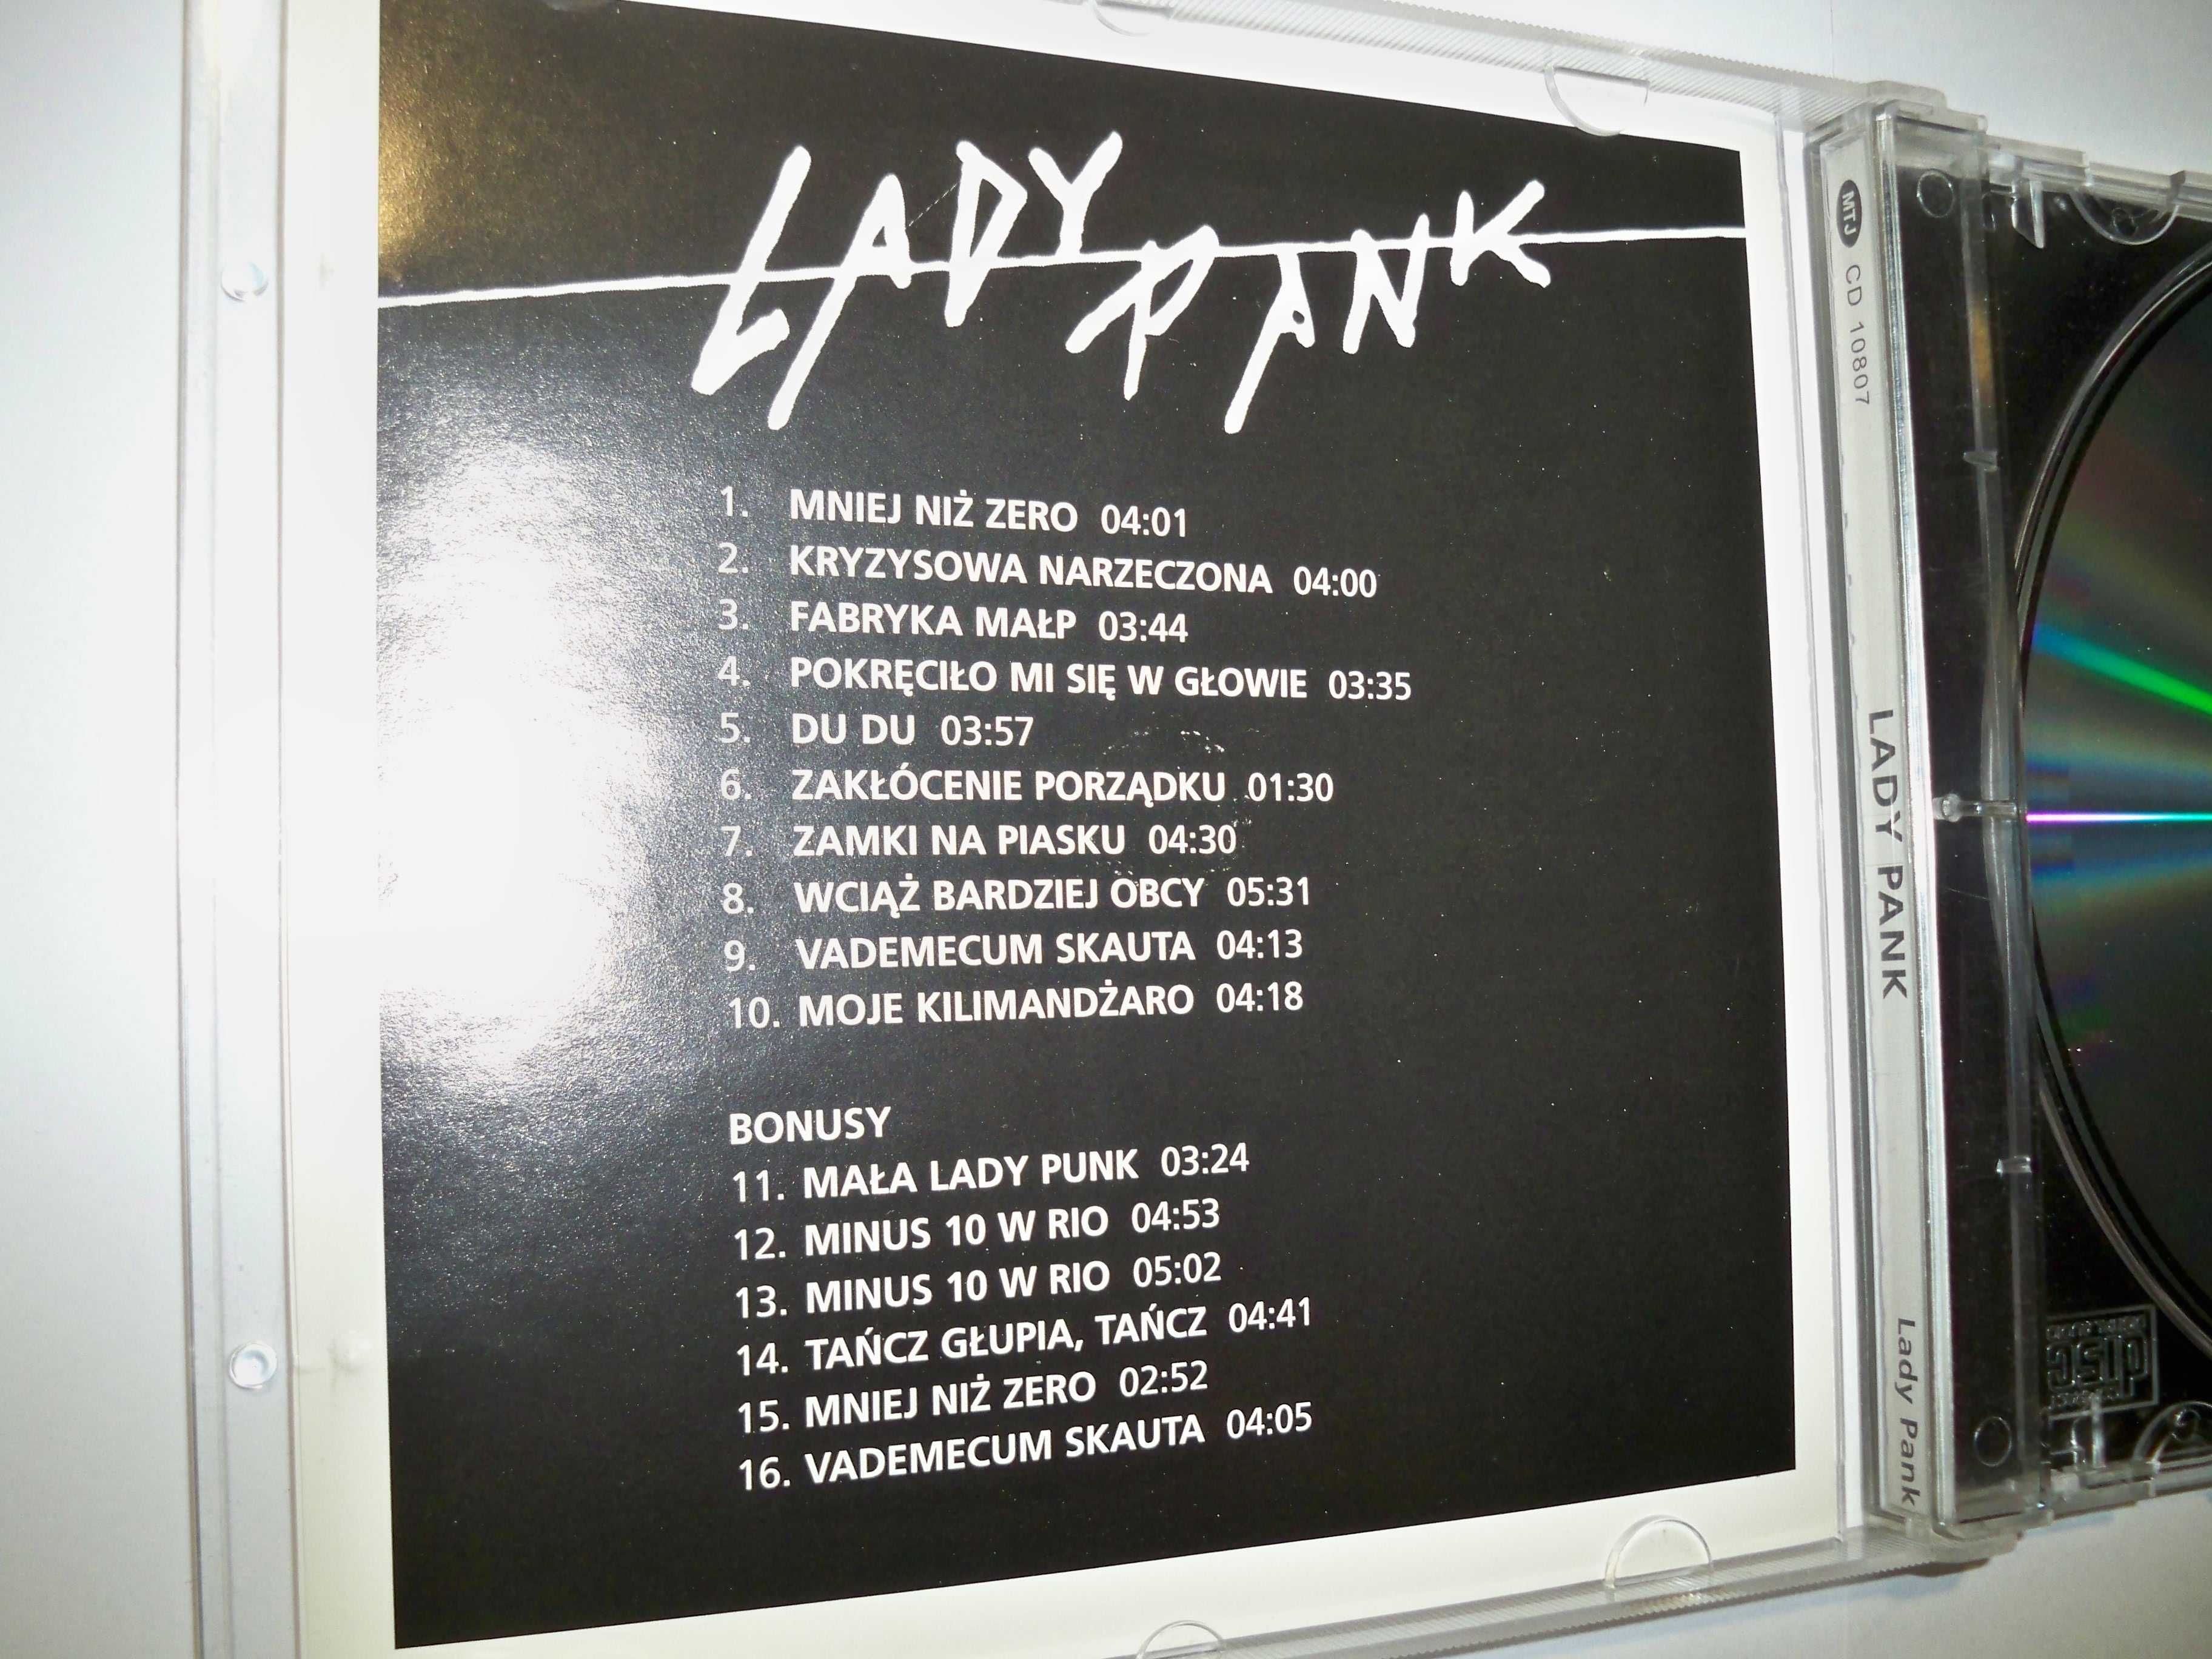 LADY PANK
1. MNIEJ NIŻ ZERO 04:01
2. KRYZYSOWA NARZECZONA 04:00
3. FABRYKA MAŁP 03:44
4. POKRĘCIŁO MI SIĘ W GŁOWIE 03:35
5. DU DU 03:57
6. ZAKŁÓCENIE PORZĄDKU 01:30
7. ZAMKI NA PIASKU 04:30
8. WCIĄŻ BARDZIEJ OBCY 05:31
9. VADEMECUM SKAUTA 04:13
10. MOJE KILIMANDŻARO 04:18
BONUSY
11. MAŁA LADY PUNK 03:24
12. MINUS 10 W RIO 04:53
13. MINUS 10 W RIO 05:02
14. TAŃCZ GŁUPIA, TAŃCZ 04:41
15. MNIEJ NIŻ ZERO 02:52
16. VADEMECUM SKAUTA 04:05
MTJ CD 10807
LADY PANK
Lady Pank
disc